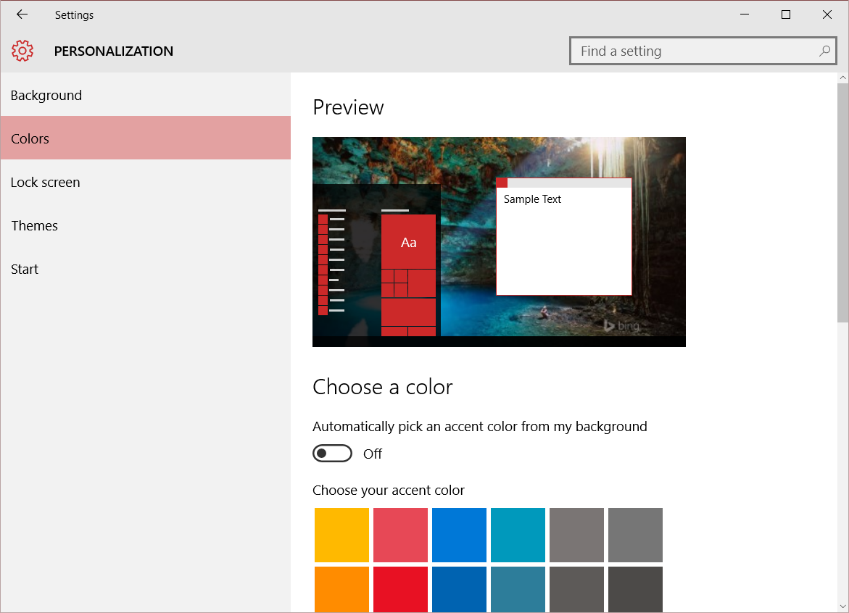 Settings
PERSONALIZATION
Find a setting
Background
Colors
Lock screen
Themes
Start
Preview
Sample Text
Aa
bing
Choose a color
Automatically pick an accent color from my background
Off
Choose your accent color